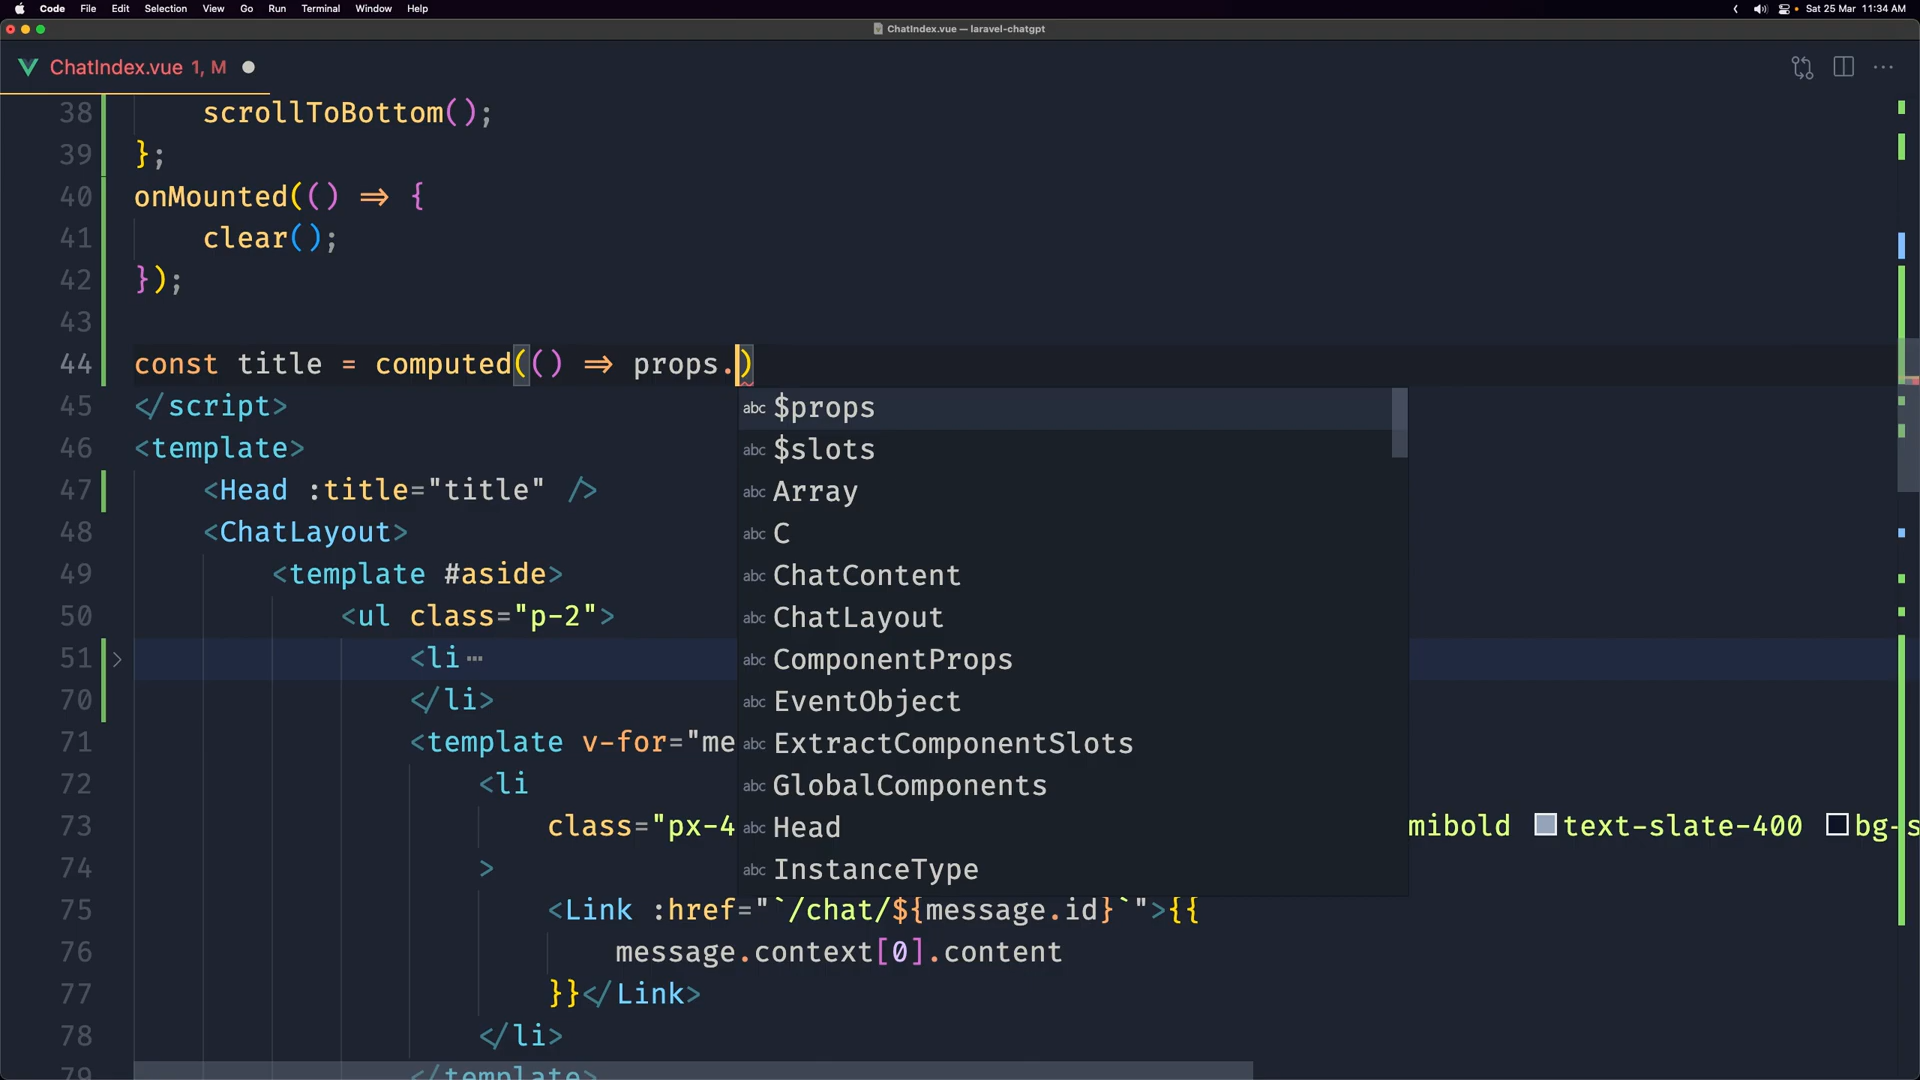 Code File Edit Selection View Go Run Terminal Window Help Sat 25 Mar 11:34 AM
ChatIndex.vue — laravel-chatgpt
ChatIndex.vue 1, M
38 scrollToBottom();
39 };
40 onMounted(() => {
41 clear();
42 });
43
44 const title = computed(() => props.)
45 </script>
46 <template>
47 <Head :title="title" />
48 <ChatLayout>
49 <template #aside>
50 <ul class="p-2">
51 <li…
70 </li>
71 <template v-for="me
72 <li
73 class="px-4 mibold text-slate-400 bg-s
74 >
75 <Link :href="`/chat/${message.id}`">{{
76 message.context[0].content
77 }}</Link>
78 </li>
79 </template>
abc $props
abc $slots
abc Array
abc C
abc ChatContent
abc ChatLayout
abc ComponentProps
abc EventObject
abc ExtractComponentSlots
abc GlobalComponents
abc Head
abc InstanceType